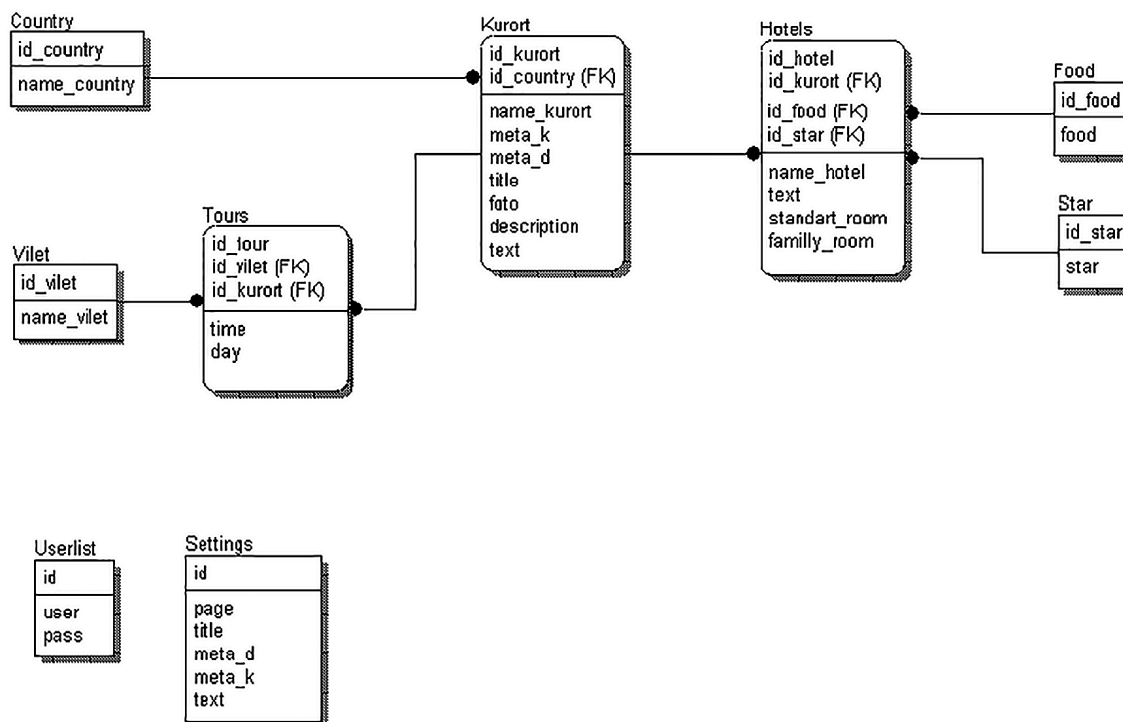 Country
id_country
name_country
Kurort
id_kurort
id_country (FK)
name_kurort
meta_k
meta_d
title
foto
description
text
Hotels
id_hotel
id_kurort (FK)
id_food (FK)
id_star (FK)
name_hotel
text
standart_room
familly_room
Food
id_food
food
Star
id_star
star
Vilet
id_vilet
name_vilet
Tours
id_tour
id_vilet (FK)
id_kurort (FK)
time
day
Userlist
id
user
pass
Settings
id
page
title
meta_d
meta_k
text